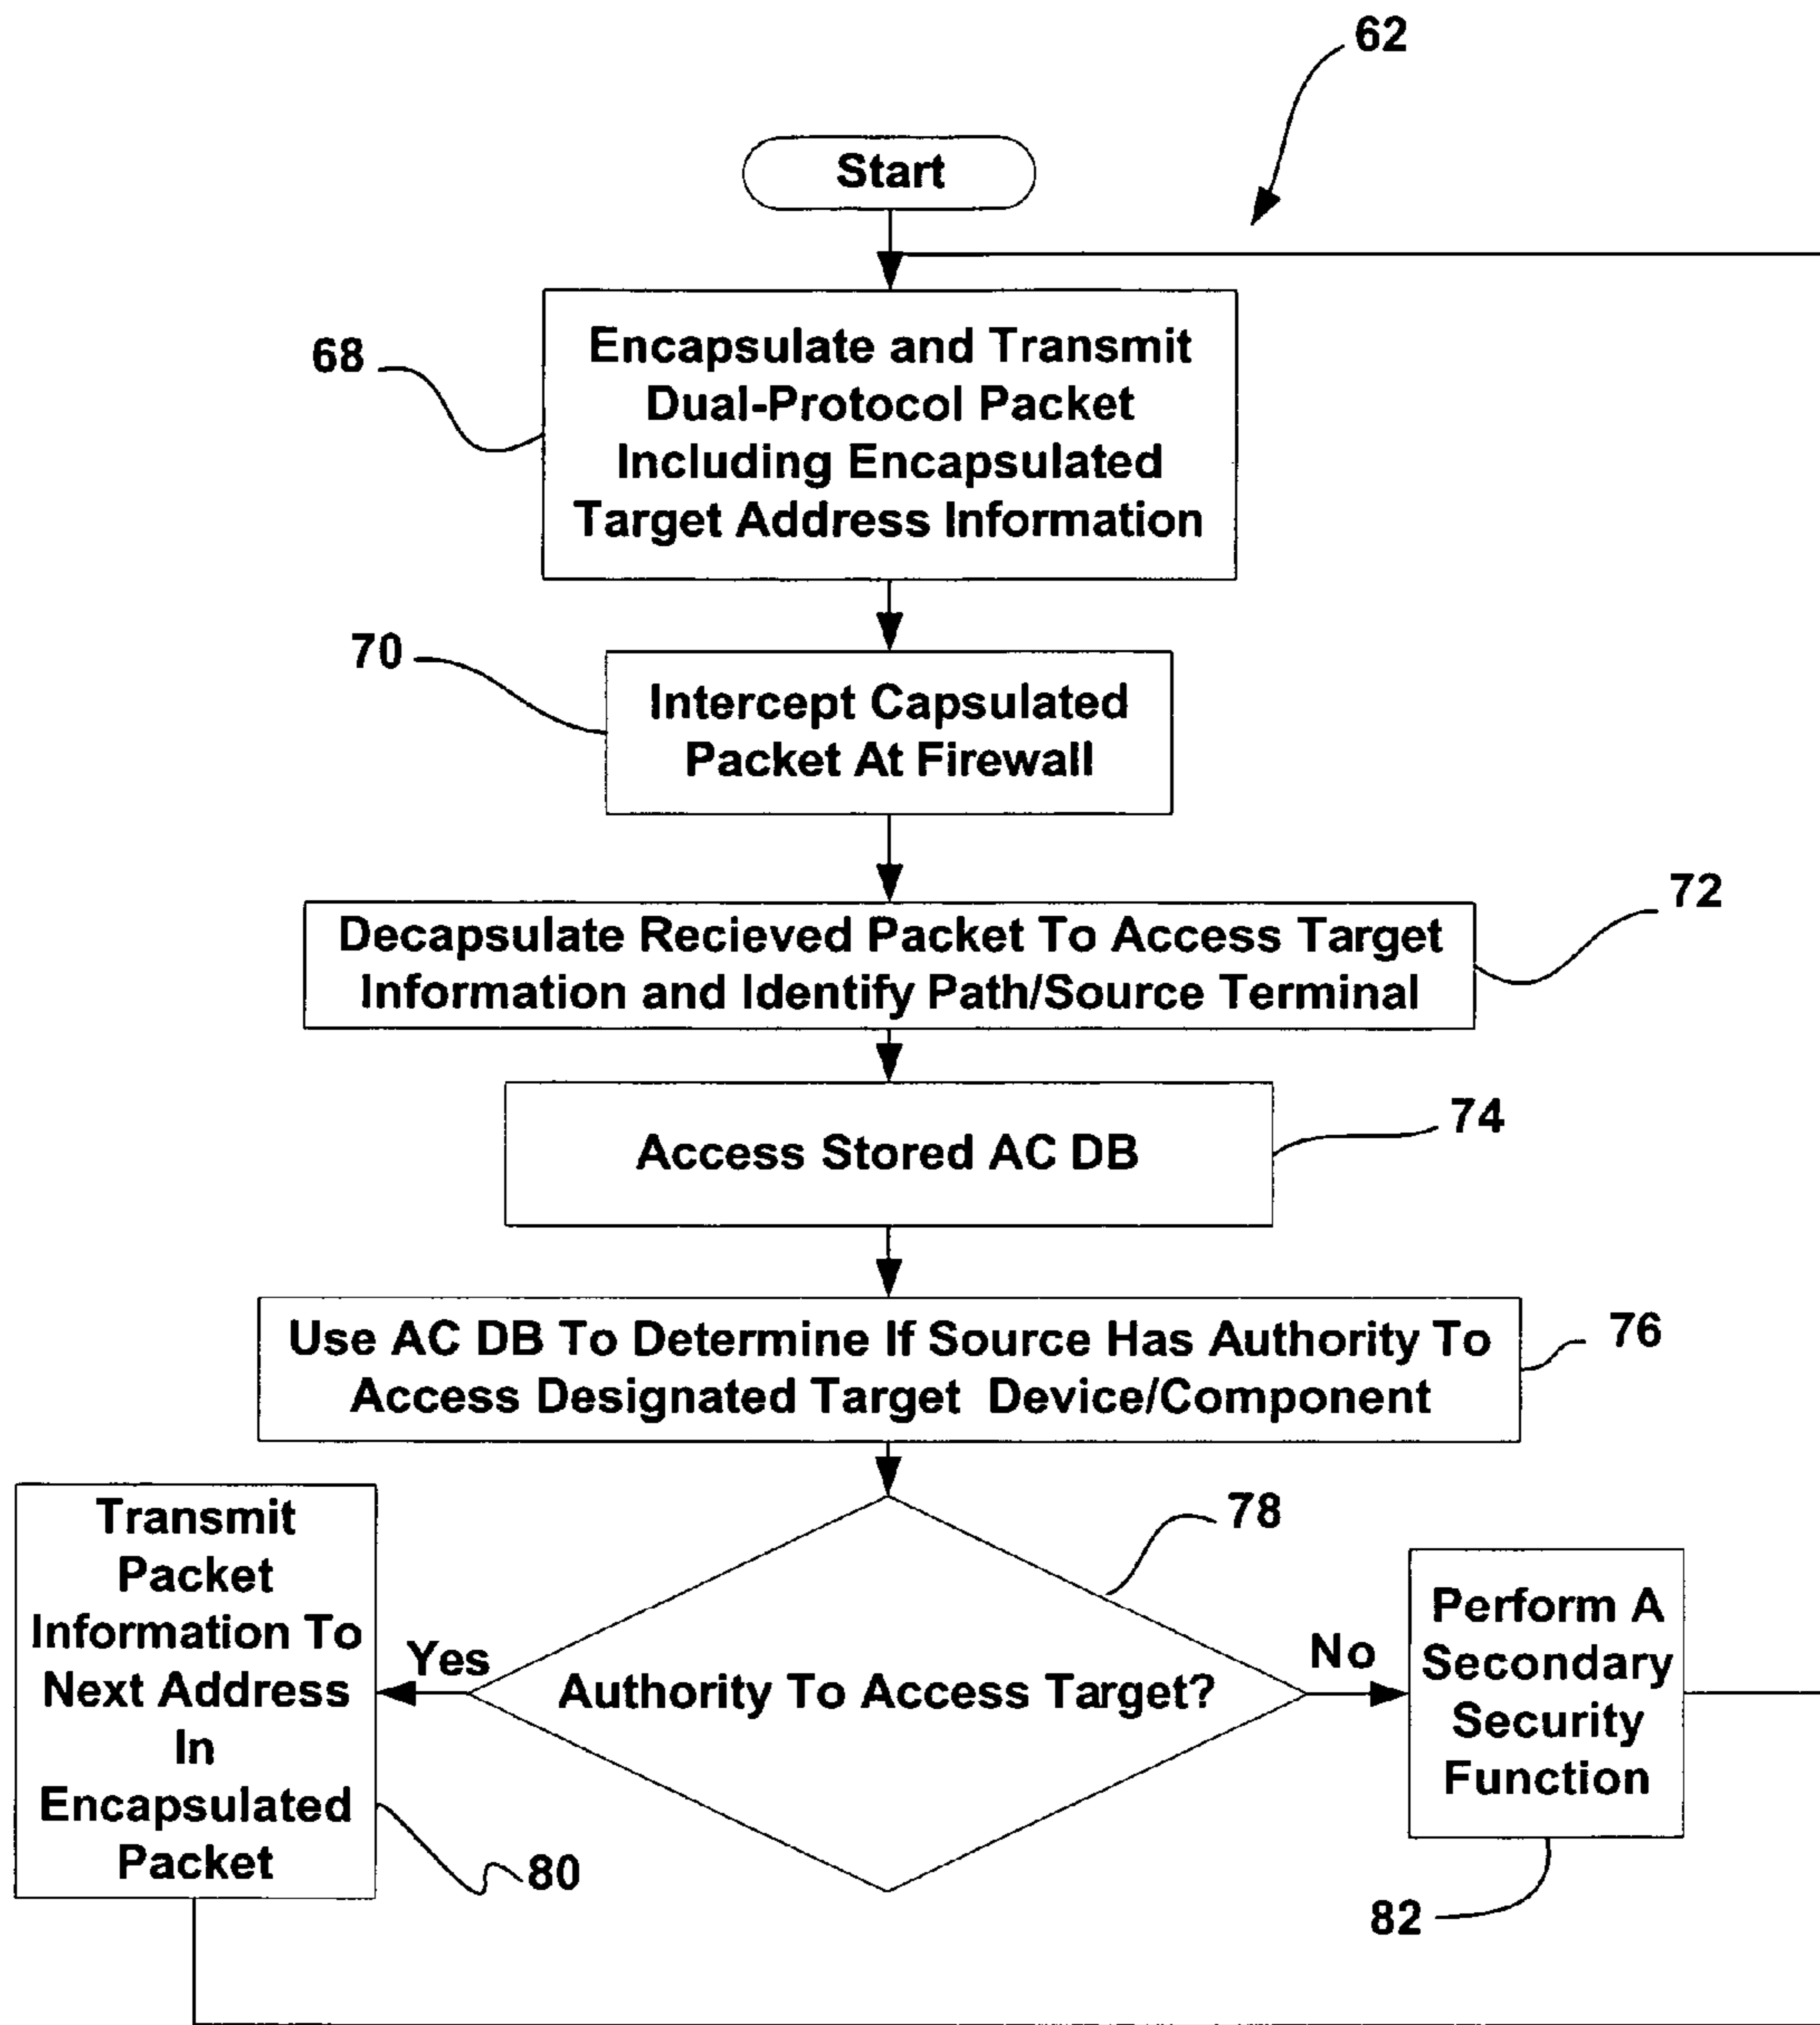 62
Start
68
Encapsulate and Transmit
Dual-Protocol Packet
Including Encapsulated
Target Address Information
70
Intercept Capsulated
Packet At Firewall
72
Decapsulate Recieved Packet To Access Target
Information and Identify Path/Source Terminal
74
Access Stored AC DB
76
Use AC DB To Determine If Source Has Authority To
Access Designated Target Device/Component
78
Authority To Access Target?
Yes
No
Transmit
Packet
Information To
Next Address
In
Encapsulated
Packet
80
Perform A
Secondary
Security
Function
82